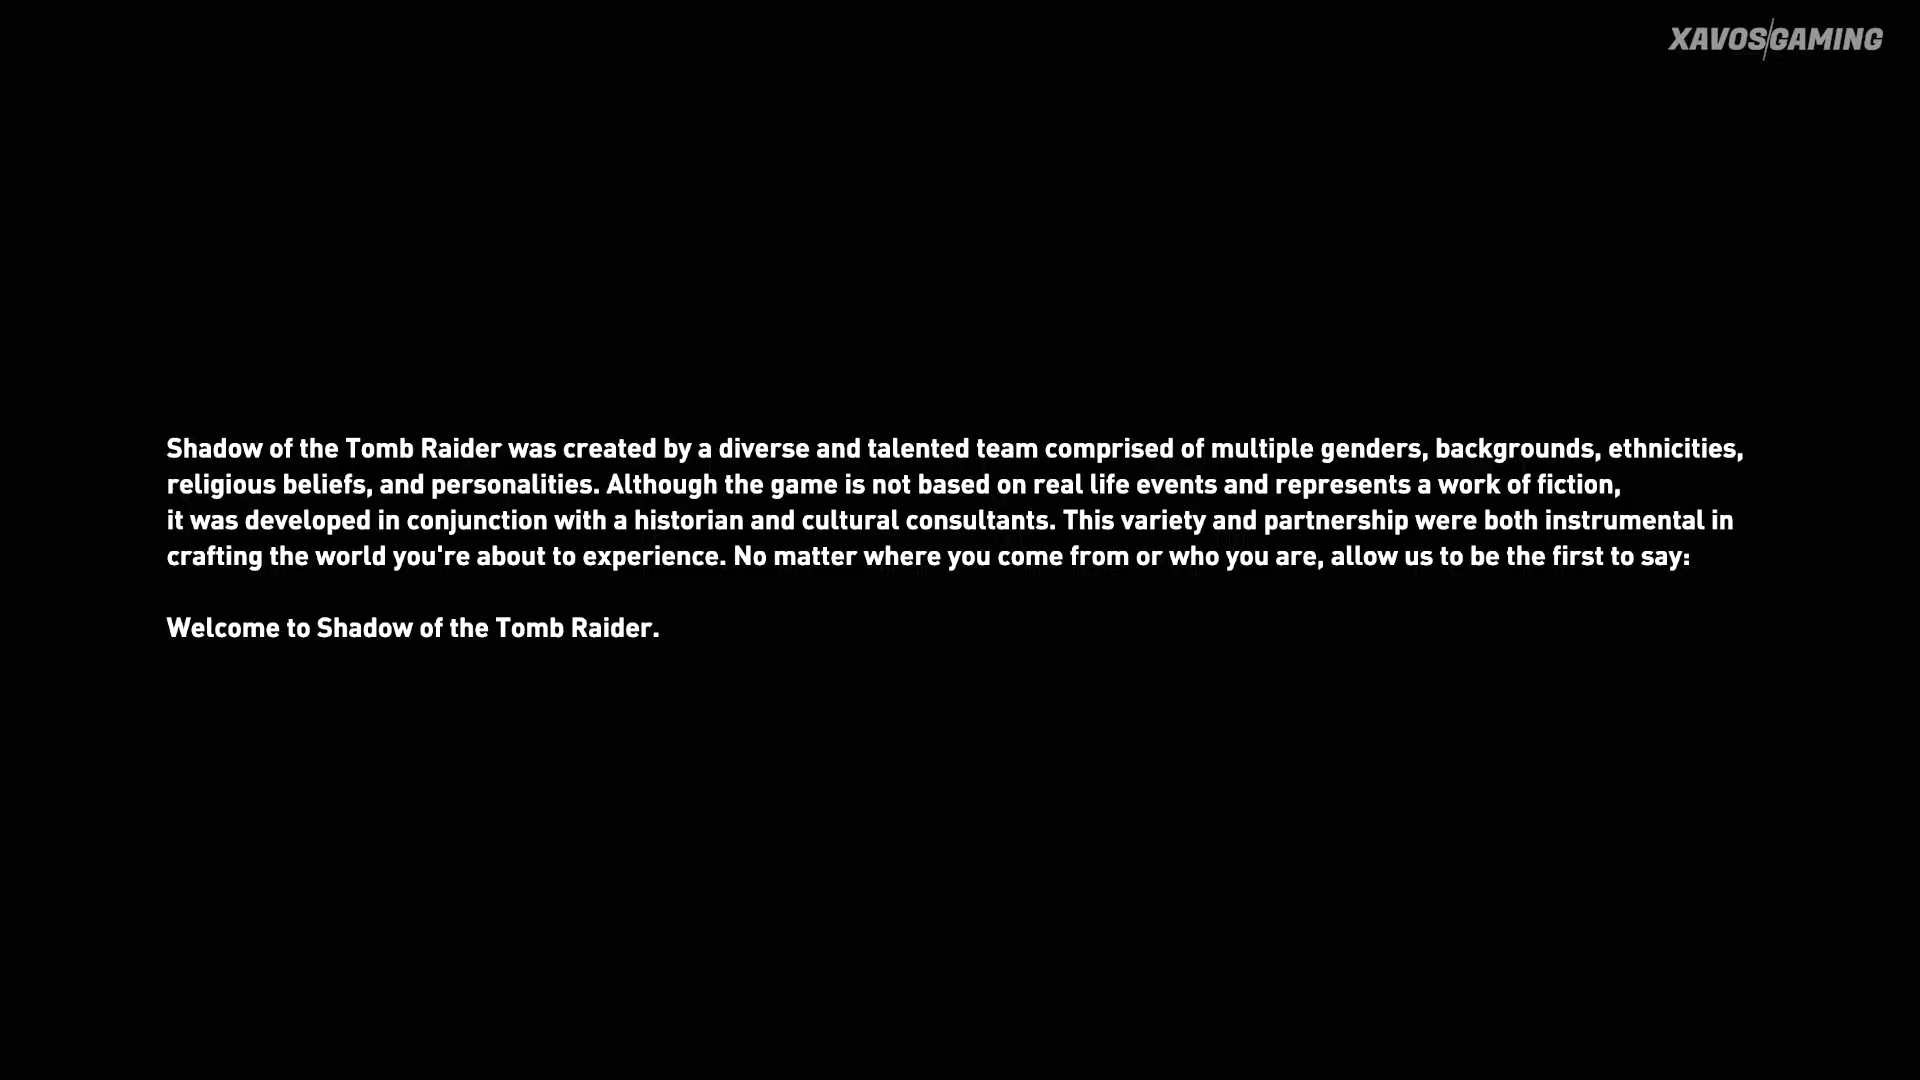 XAVOS/GAMING
Shadow of the Tomb Raider was created by a diverse and talented team comprised of multiple genders, backgrounds, ethnicities,
religious beliefs, and personalities. Although the game is not based on real life events and represents a work of fiction,
it was developed in conjunction with a historian and cultural consultants. This variety and partnership were both instrumental in
crafting the world you're about to experience. No matter where you come from or who you are, allow us to be the first to say:
Welcome to Shadow of the Tomb Raider.